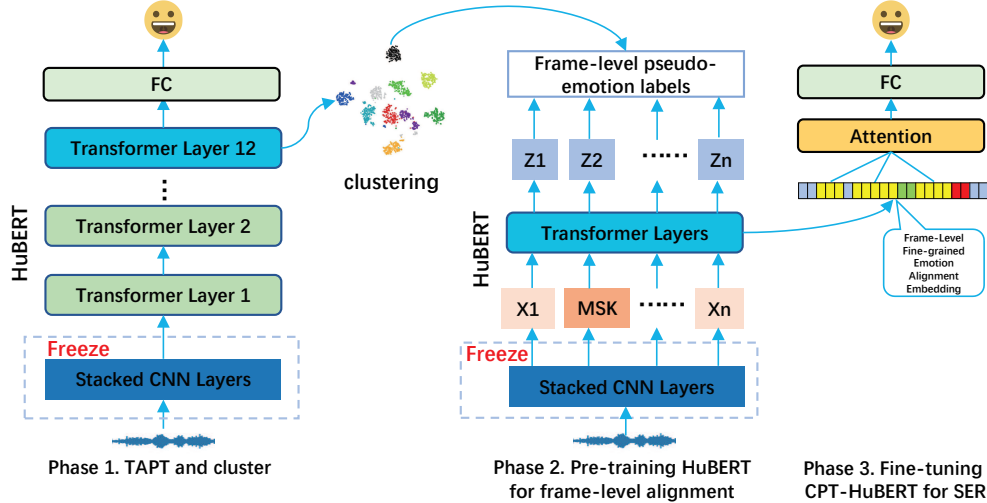 FC
Transformer Layer 12
Transformer Layer 2
Transformer Layer 1
HuBERT
Freeze
Stacked CNN Layers
Phase 1. TAPT and cluster
clustering
Frame-level pseudo-
emotion labels
Z1
Z2
......
Zn
HuBERT
Transformer Layers
X1
MSK
......
Xn
Freeze
Stacked CNN Layers
Phase 2. Pre-training HuBERT
for frame-level alignment
FC
Attention
Frame-Level
Fine-grained
Emotion
Alignment
Embedding
Phase 3. Fine-tuning
CPT-HuBERT for SER